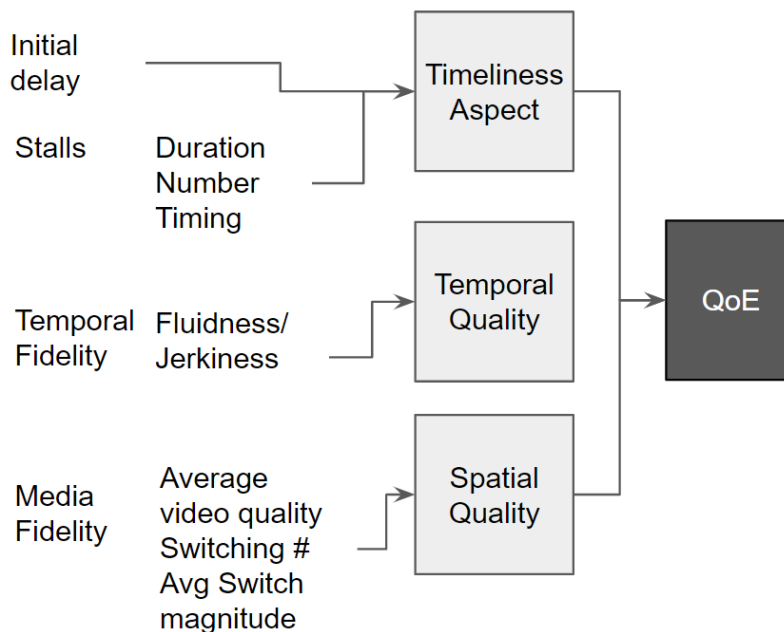 Initial
delay
Timeliness
Aspect
Stalls
Duration
Number
Timing
Temporal
Fidelity
Fluidness/
Jerkiness
Temporal
Quality
QoE
Media
Fidelity
Average
video quality
Switching #
Avg Switch
magnitude
Spatial
Quality